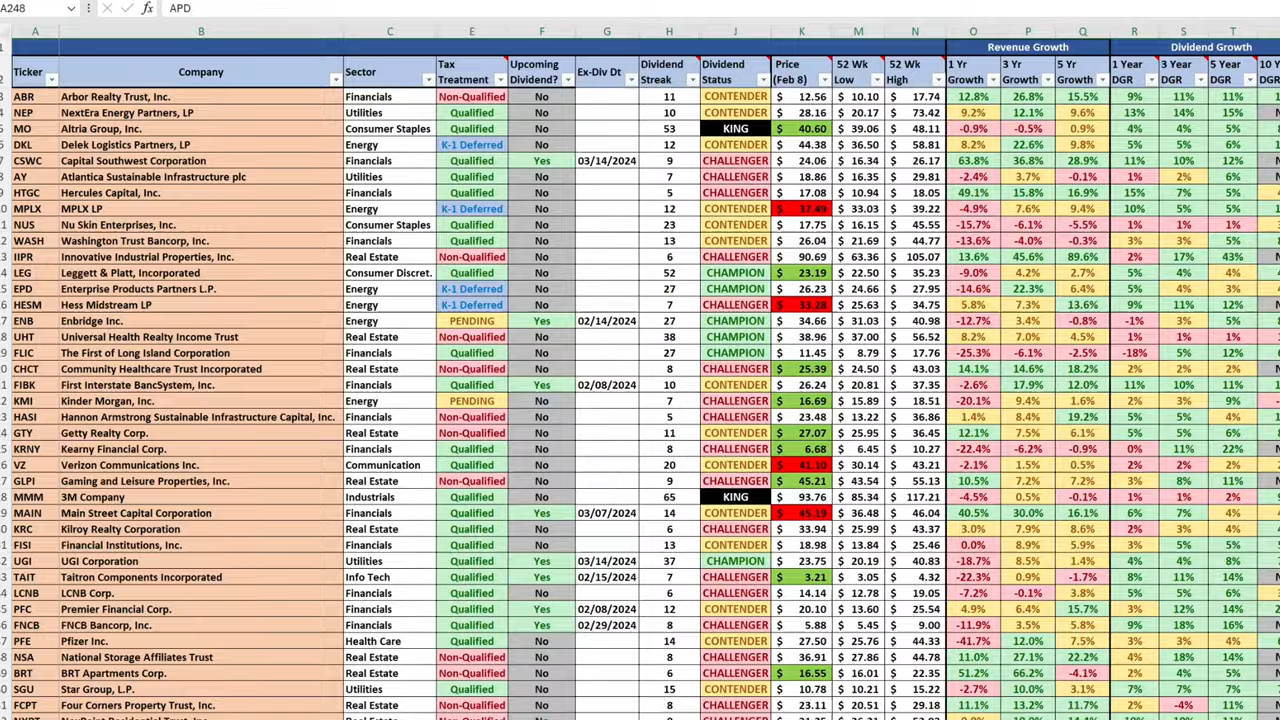 A248 fx APD
A B C E F G H J K M N O P Q R S T
1 Revenue Growth Dividend Growth
Tax Upcoming Dividend Dividend Price 52 Wk 52 Wk 1 Yr 3 Yr 5 Yr 1 Year 3 Year 5 Year 10 Y
2 Ticker Company Sector Treatment Dividend? Ex-Div Dt Streak Status (Feb 8) Low High Growth Growth Growth DGR DGR DGR DGR
3 ABR Arbor Realty Trust, Inc. Financials Non-Qualified No 11 CONTENDER $ 12.56 $ 10.10 $ 17.74 12.8% 26.8% 15.5% 9% 11% 11%
4 NEP NextEra Energy Partners, LP Utilities Qualified No 10 CONTENDER $ 28.16 $ 20.17 $ 73.42 9.2% 12.1% 9.6% 13% 14% 15% N
5 MO Altria Group, Inc. Consumer Staples Qualified No 53 KING $ 40.60 $ 39.06 $ 48.11 -0.9% -0.5% 0.9% 4% 4% 5%
6 DKL Delek Logistics Partners, LP Energy K-1 Deferred No 12 CONTENDER $ 44.38 $ 36.50 $ 58.81 8.2% 22.6% 9.8% 5% 5% 6% N
7 CSWC Capital Southwest Corporation Financials Qualified Yes 03/14/2024 9 CHALLENGER $ 24.06 $ 16.34 $ 26.17 63.8% 36.8% 28.9% 11% 10% 12%
8 AY Atlantica Sustainable Infrastructure plc Utilities Qualified No 7 CHALLENGER $ 18.86 $ 16.35 $ 29.81 -2.4% 3.7% -0.1% 1% 2% 6% N
9 HTGC Hercules Capital, Inc. Financials Qualified No 5 CHALLENGER $ 17.08 $ 10.94 $ 18.05 49.1% 15.8% 16.9% 15% 7% 5%
10 MPLX MPLX LP Energy K-1 Deferred No 12 CONTENDER $ 37.49 $ 33.03 $ 39.22 -4.9% 7.6% 9.4% 10% 5% 5%
11 NUS Nu Skin Enterprises, Inc. Consumer Staples Qualified No 23 CONTENDER $ 17.75 $ 16.15 $ 45.55 -15.7% -6.1% -5.5% 1% 1% 1%
12 WASH Washington Trust Bancorp, Inc. Financials Qualified No 13 CONTENDER $ 26.04 $ 21.69 $ 44.77 -13.6% -4.0% -0.3% 3% 3% 5%
13 IIPR Innovative Industrial Properties, Inc. Real Estate Non-Qualified No 6 CHALLENGER $ 90.69 $ 63.36 $ 105.07 13.6% 45.6% 89.6% 2% 17% 43% N
14 LEG Leggett & Platt, Incorporated Consumer Discret. Qualified No 52 CHAMPION $ 23.19 $ 22.50 $ 35.23 -9.0% 4.2% 2.7% 5% 4% 4%
15 EPD Enterprise Products Partners L.P. Energy K-1 Deferred No 27 CHAMPION $ 26.23 $ 24.66 $ 27.95 -14.6% 22.3% 6.4% 5% 4% 3%
16 HESM Hess Midstream LP Energy K-1 Deferred No 7 CHALLENGER $ 33.28 $ 25.63 $ 34.75 5.8% 7.3% 13.6% 9% 11% 12% N
17 ENB Enbridge Inc. Energy PENDING Yes 02/14/2024 27 CHAMPION $ 34.66 $ 31.03 $ 40.98 -12.7% 3.4% -0.8% -1% 3% 5%
18 UHT Universal Health Realty Income Trust Real Estate Non-Qualified No 38 CHAMPION $ 38.96 $ 37.00 $ 56.52 8.2% 7.0% 4.5% 1% 1% 1%
19 FLIC The First of Long Island Corporation Financials Qualified No 27 CHAMPION $ 11.45 $ 8.79 $ 17.76 -25.3% -6.1% -2.5% -18% 5% 12%
20 CHCT Community Healthcare Trust Incorporated Real Estate Non-Qualified No 8 CHALLENGER $ 25.39 $ 24.50 $ 43.03 14.1% 14.6% 18.2% 2% 2% 2% N
21 FIBK First Interstate BancSystem, Inc. Financials Qualified Yes 02/08/2024 10 CHALLENGER $ 26.24 $ 20.81 $ 37.35 -2.6% 17.9% 12.0% 11% 10% 11%
22 KMI Kinder Morgan, Inc. Energy PENDING No 7 CHALLENGER $ 16.69 $ 15.89 $ 18.51 -20.1% 9.4% 1.6% 2% 3% 9%
23 HASI Hannon Armstrong Sustainable Infrastructure Capital, Inc. Financials Qualified No 5 CHALLENGER $ 23.48 $ 13.22 $ 36.86 1.4% 8.4% 19.2% 5% 5% 4% N
24 GTY Getty Realty Corp. Real Estate Non-Qualified No 11 CONTENDER $ 27.07 $ 25.95 $ 36.45 12.1% 7.5% 6.1% 5% 5% 6%
25 KRNY Kearny Financial Corp. Financials Qualified No 8 CHALLENGER $ 6.68 $ 6.45 $ 10.27 -22.4% -6.2% -0.9% 0% 11% 22% N
26 VZ Verizon Communications Inc. Communication Qualified No 20 CONTENDER $ 41.10 $ 30.14 $ 43.21 -2.1% 1.5% 0.5% 2% 2% 2%
27 GLPI Gaming and Leisure Properties, Inc. Real Estate Non-Qualified No 9 CHALLENGER $ 45.21 $ 43.54 $ 55.13 10.5% 7.2% 7.2% 3% 8% 11% N
28 MMM 3M Company Industrials Qualified No 65 KING $ 93.76 $ 85.34 $ 117.21 -4.5% 0.5% -0.1% 1% 1% 2%
29 MAIN Main Street Capital Corporation Financials Qualified Yes 03/07/2024 14 CONTENDER $ 45.19 $ 36.48 $ 46.04 40.5% 30.0% 16.1% 6% 7% 4%
30 KRC Kilroy Realty Corporation Real Estate Non-Qualified No 6 CHALLENGER $ 33.94 $ 25.99 $ 43.37 3.0% 7.9% 8.6% 2% 3% 4%
31 FISI Financial Institutions, Inc. Financials Qualified No 13 CONTENDER $ 18.98 $ 13.84 $ 25.46 0.0% 8.9% 5.9% 3% 5% 5%
32 UGI UGI Corporation Utilities Qualified Yes 03/14/2024 37 CHAMPION $ 23.75 $ 20.19 $ 40.83 -18.7% 8.5% 1.4% 4% 4% 8%
33 TAIT Taitron Components Incorporated Info Tech Qualified Yes 02/15/2024 7 CHALLENGER $ 3.21 $ 3.05 $ 4.32 -22.3% 0.9% -1.7% 8% 11% 14% N
34 LCNB LCNB Corp. Financials Qualified No 6 CHALLENGER $ 14.14 $ 12.78 $ 19.05 -7.2% -0.1% 3.8% 5% 5% 6%
35 PFC Premier Financial Corp. Financials Qualified Yes 02/08/2024 12 CONTENDER $ 20.10 $ 13.60 $ 25.54 4.9% 6.4% 15.7% 3% 12% 14%
36 FNCB FNCB Bancorp, Inc. Financials Qualified Yes 02/29/2024 8 CHALLENGER $ 5.88 $ 5.45 $ 9.00 -11.9% 3.5% 5.8% 9% 18% 16% N
37 PFE Pfizer Inc. Health Care Qualified No 14 CONTENDER $ 27.50 $ 25.76 $ 44.33 -41.7% 12.0% 7.5% 3% 3% 4%
38 NSA National Storage Affiliates Trust Real Estate Non-Qualified No 8 CHALLENGER $ 36.91 $ 27.86 $ 44.78 11.0% 27.1% 22.2% 4% 18% 14% N
39 BRT BRT Apartments Corp. Real Estate Non-Qualified No 6 CHALLENGER $ 16.55 $ 16.01 $ 22.35 51.2% 66.2% -4.1% 2% 4% 5% N
40 SGU Star Group, L.P. Utilities Qualified No 15 CONTENDER $ 10.78 $ 10.21 $ 15.22 -2.7% 10.0% 3.1% 7% 7% 7%
41 FCPT Four Corners Property Trust, Inc. Real Estate Non-Qualified No 8 CHALLENGER $ 23.11 $ 20.51 $ 29.18 11.1% 13.2% 11.7% 2% -4% 11% N